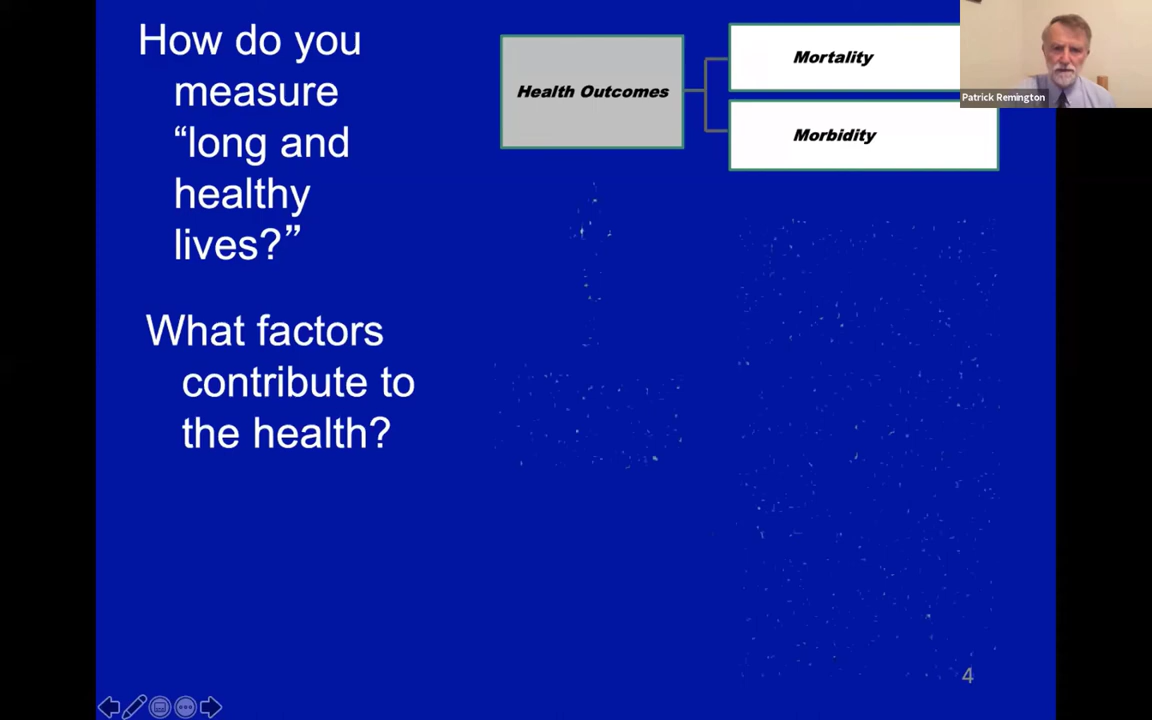 How do you
measure
“long and
healthy
lives?”
What factors
contribute to
the health?
Health Outcomes
Mortality
Morbidity
Patrick Remington
4